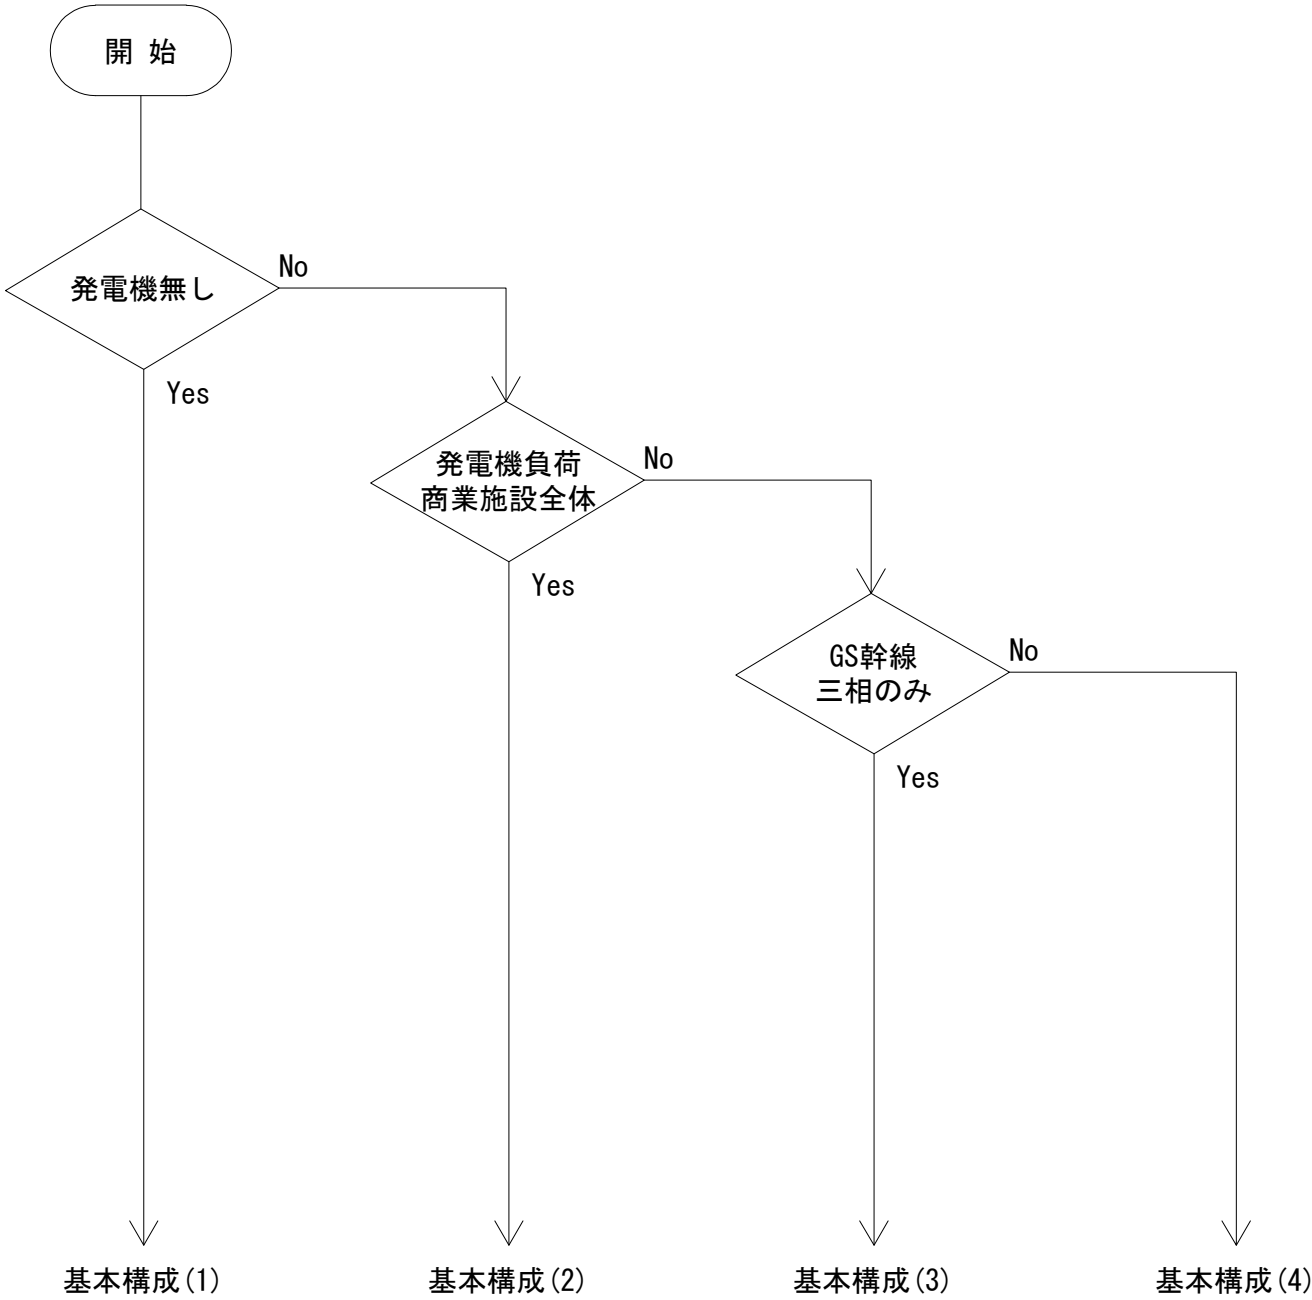 開 始
発電機無し
No
Yes
発電機負荷
商業施設全体
No
Yes
GS幹線
三相のみ
No
Yes
基本構成(1)
基本構成(2)
基本構成(3)
基本構成(4)